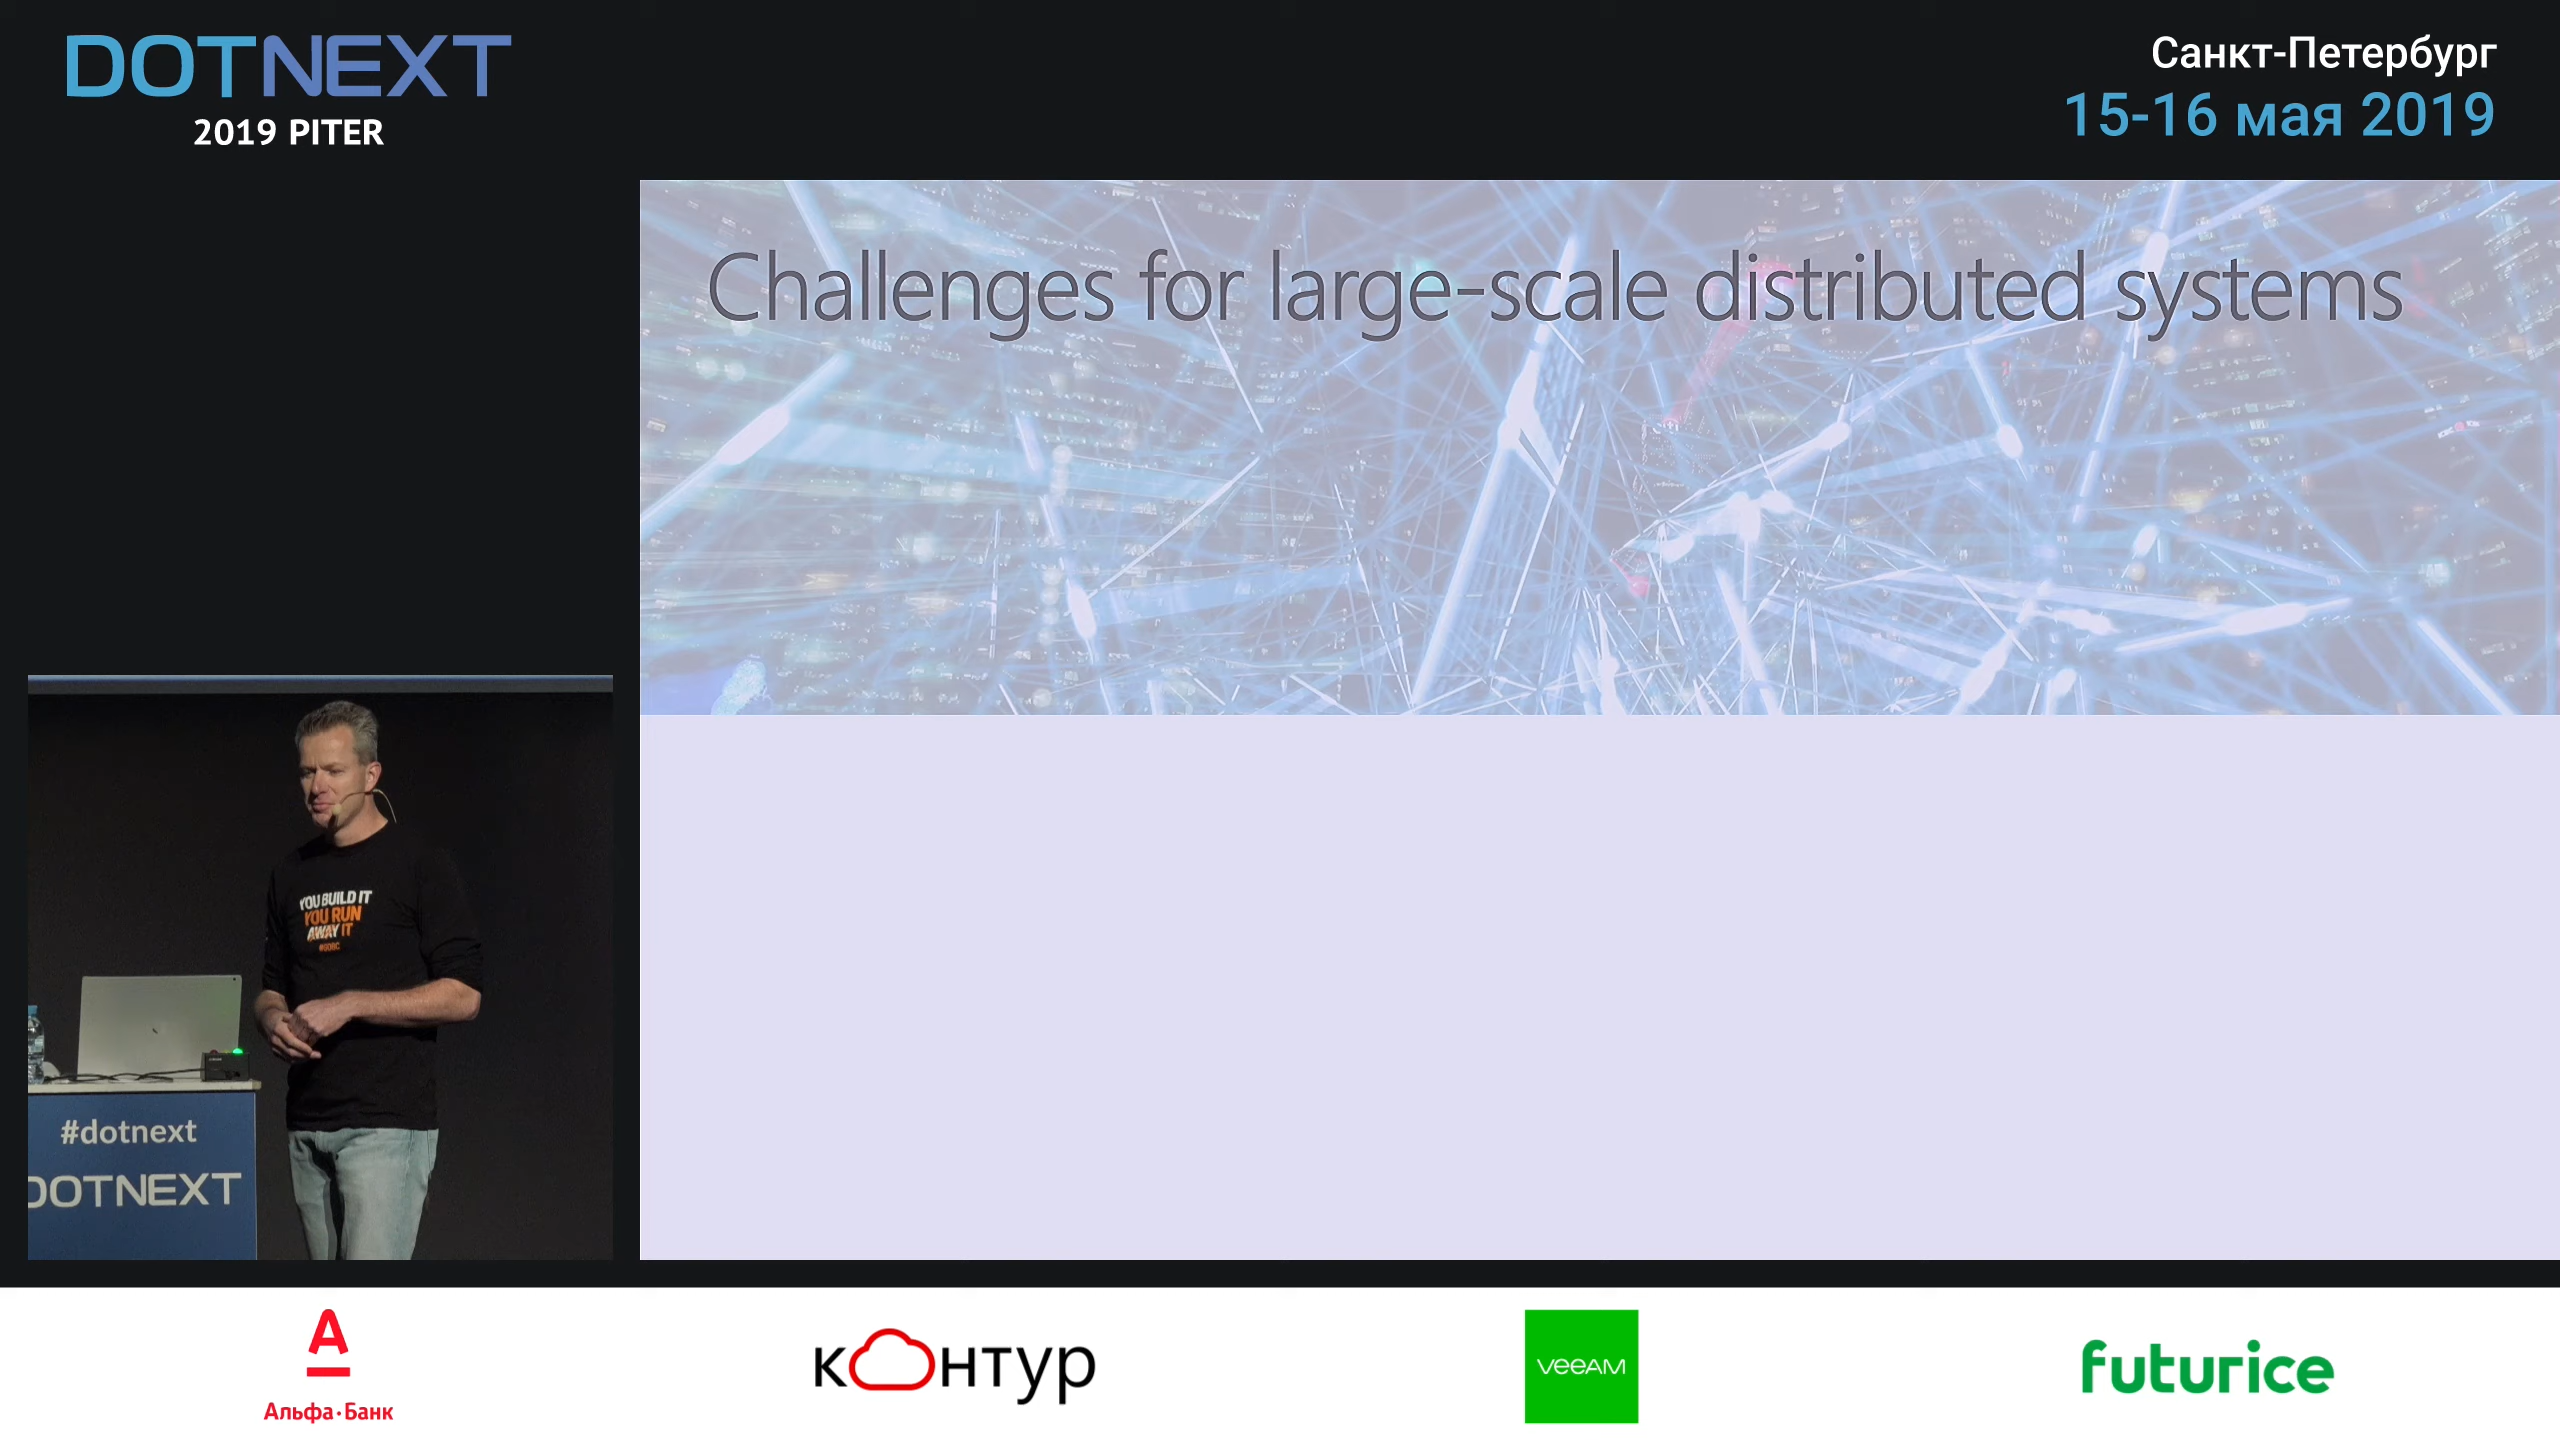 DOTNEXT
2019 PITER
Санкт-Петербург
15-16 мая 2019
Challenges for large-scale distributed systems
YOU BUILD IT
YOU RUN
AWAY IT
#dotnext
DOTNEXT
Альфа·Банк
контур
veeAM
futurice